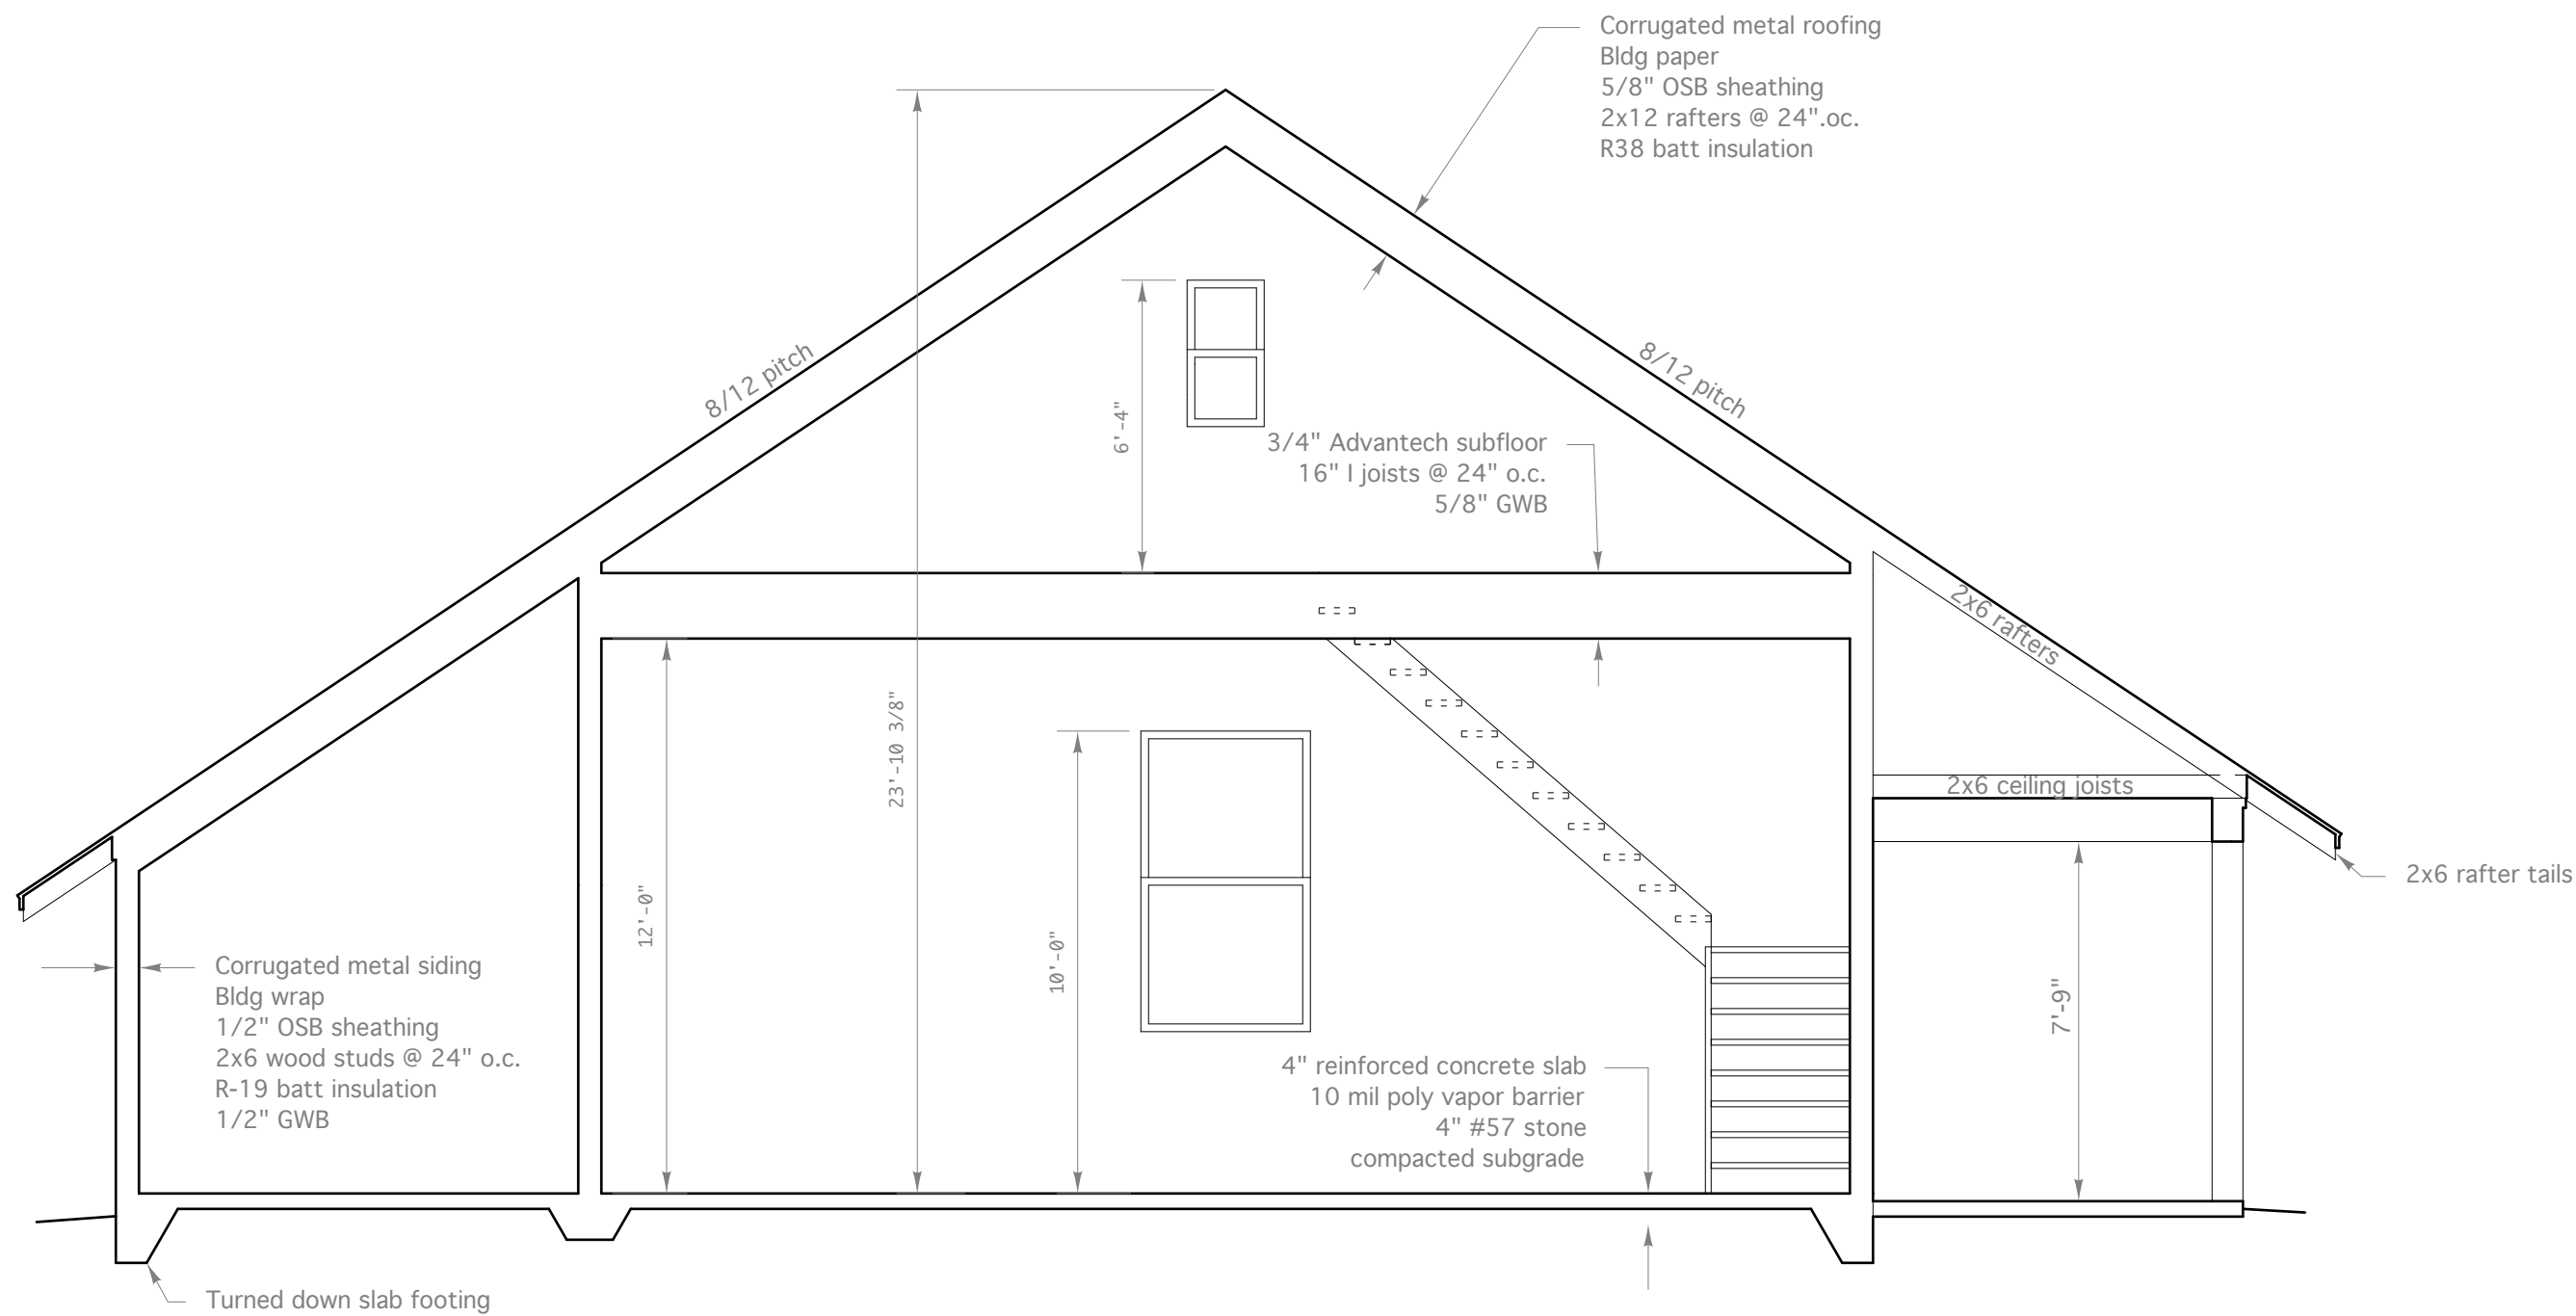 Corrugated metal roofing
Bldg paper
5/8" OSB sheathing
2x12 rafters @ 24".oc.
R38 batt insulation
8/12 pitch
8/12 pitch
6'-4"
3/4" Advantech subfloor
16" I joists @ 24" o.c.
5/8" GWB
2x6 rafters
23'-10 3/8"
2x6 ceiling joists
2x6 rafter tails
12'-0"
10'-0"
7'-9"
Corrugated metal siding
Bldg wrap
1/2" OSB sheathing
2x6 wood studs @ 24" o.c.
R-19 batt insulation
1/2" GWB
4" reinforced concrete slab
10 mil poly vapor barrier
4" #57 stone
compacted subgrade
Turned down slab footing